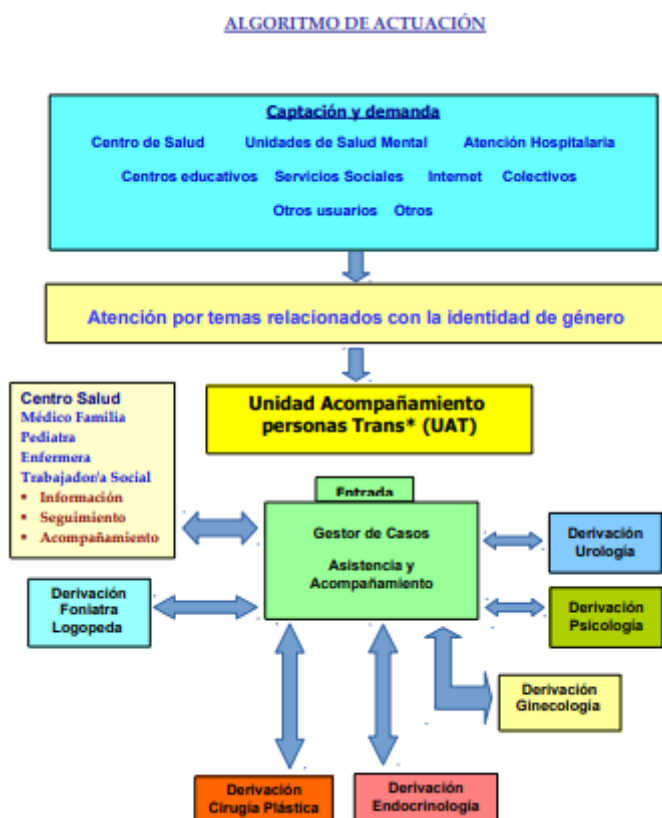 ALGORITMO DE ACTUACIÓN
Captación y demanda
Centro de Salud Unidades de Salud Mental Atención Hospitalaria
Centros educativos Servicios Sociales Internet Colectivos
Otros usuarios Otros
Atención por temas relacionados con la identidad de género
Unidad Acompañamiento
personas Trans* (UAT)
Centro Salud
Médico Familia
Pediatra
Enfermera
Trabajador/a Social
▪ Información
▪ Seguimiento
▪ Acompañamiento
Entrada
Gestor de Casos
Asistencia y
Acompañamiento
Derivación
Urología
Derivación
Foniatra
Logopeda
Derivación
Psicología
Derivación
Ginecología
Derivación
Cirugía Plástica
Derivación
Endocrinología